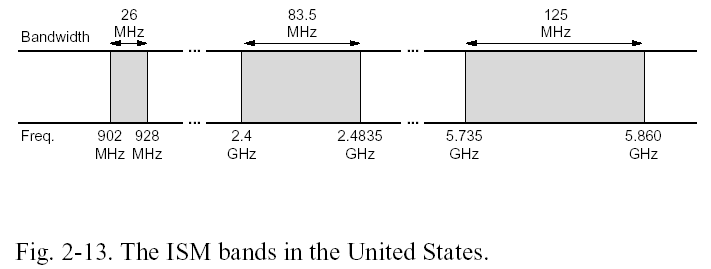 26 83.5 125
Bandwidth MHz MHz MHz
... ...
... ...
Freq. 902 928 2.4 2.4835 5.735 5.860
MHz MHz GHz GHz GHz GHz
Fig. 2-13. The ISM bands in the United States.